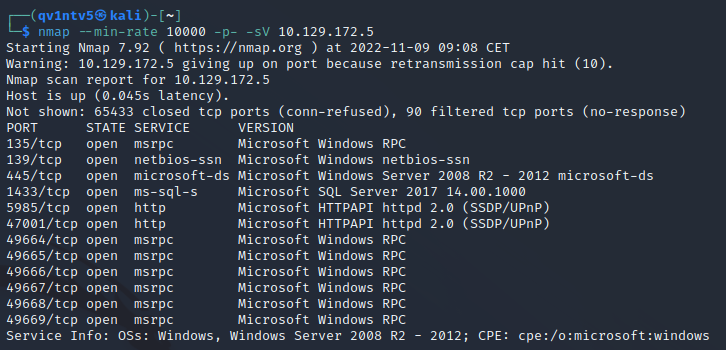 ┌──(qv1ntv5㉿kali)-[~]
└─$ nmap --min-rate 10000 -p- -sV 10.129.172.5
Starting Nmap 7.92 ( https://nmap.org ) at 2022-11-09 09:08 CET
Warning: 10.129.172.5 giving up on port because retransmission cap hit (10).
Nmap scan report for 10.129.172.5
Host is up (0.045s latency).
Not shown: 65433 closed tcp ports (conn-refused), 90 filtered tcp ports (no-response)
PORT      STATE SERVICE      VERSION
135/tcp   open  msrpc        Microsoft Windows RPC
139/tcp   open  netbios-ssn  Microsoft Windows netbios-ssn
445/tcp   open  microsoft-ds Microsoft Windows Server 2008 R2 - 2012 microsoft-ds
1433/tcp  open  ms-sql-s     Microsoft SQL Server 2017 14.00.1000
5985/tcp  open  http         Microsoft HTTPAPI httpd 2.0 (SSDP/UPnP)
47001/tcp open  http         Microsoft HTTPAPI httpd 2.0 (SSDP/UPnP)
49664/tcp open  msrpc        Microsoft Windows RPC
49665/tcp open  msrpc        Microsoft Windows RPC
49666/tcp open  msrpc        Microsoft Windows RPC
49667/tcp open  msrpc        Microsoft Windows RPC
49668/tcp open  msrpc        Microsoft Windows RPC
49669/tcp open  msrpc        Microsoft Windows RPC
Service Info: OSs: Windows, Windows Server 2008 R2 - 2012; CPE: cpe:/o:microsoft:windows